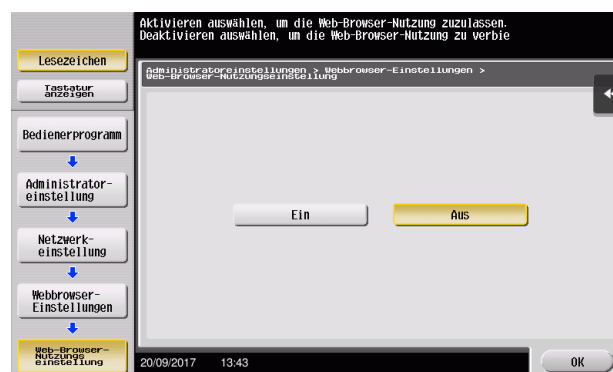 Aktivieren auswählen, um die Web-Browser-Nutzung zuzulassen.
Deaktivieren auswählen, um die Web-Browser-Nutzung zu verbie
Lesezeichen
Tastatur
anzeigen
Administratoreinstellungen > Webbrowser-Einstellungen >
Web-Browser-Nutzungseinstellung
Bedienerprogramm
Administrator-
einstellung
Netzwerk-
einstellung
Webbrowser-
Einstellungen
Web-Browser-
Nutzungs
einstellung
Ein
Aus
20/09/2017 13:43
OK